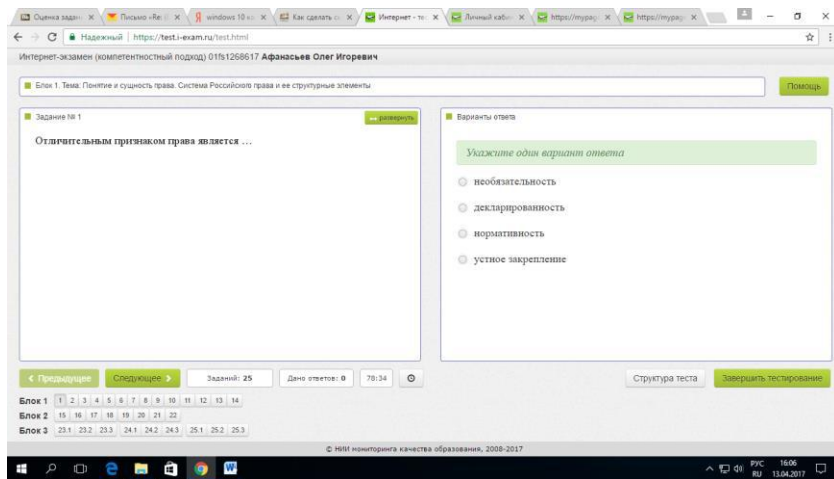 Оценка задан
Письмо «Re:
windows 10
Как сделать
Интернет - т
Личный каби
https://mypag
https://mypag
Надежный https://test.i-exam.ru/test.html
Интернет-экзамен (компетентностный подход) 01fs1268617 Афанасьев Олег Игоревич
Блок 1. Тема: Понятие и сущность права. Система Российского права и ее структурные элементы
Помощь
Задание № 1
развернуть
Отличительным признаком права является …
Варианты ответа
Укажите один вариант ответа
необязательность
декларированность
нормативность
устное закрепление
Предыдущее
Следующее
Заданий: 25
Дано ответов: 0
78:34
Структура теста
Завершить тестирование
Блок 1 1 2 3 4 5 6 7 8 9 10 11 12 13 14
Блок 2 15 16 17 18 19 20 21 22
Блок 3 23.1 23.2 23.3 24.1 24.2 24.3 25.1 25.2 25.3
© НИИ мониторинга качества образования, 2008-2017
РУС
RU
16:06
13.04.2017